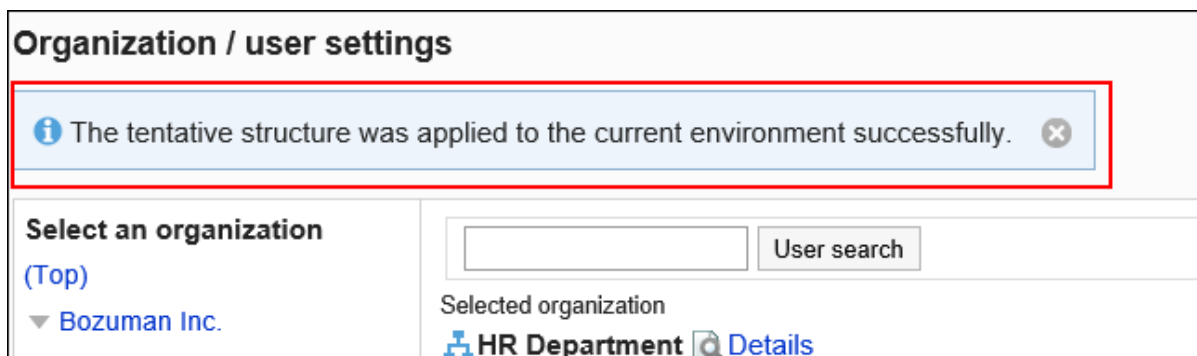 Organization / user settings
The tentative structure was applied to the current environment successfully.
Select an organization
(Top)
Bozuman Inc.
User search
Selected organization
HR Department Details